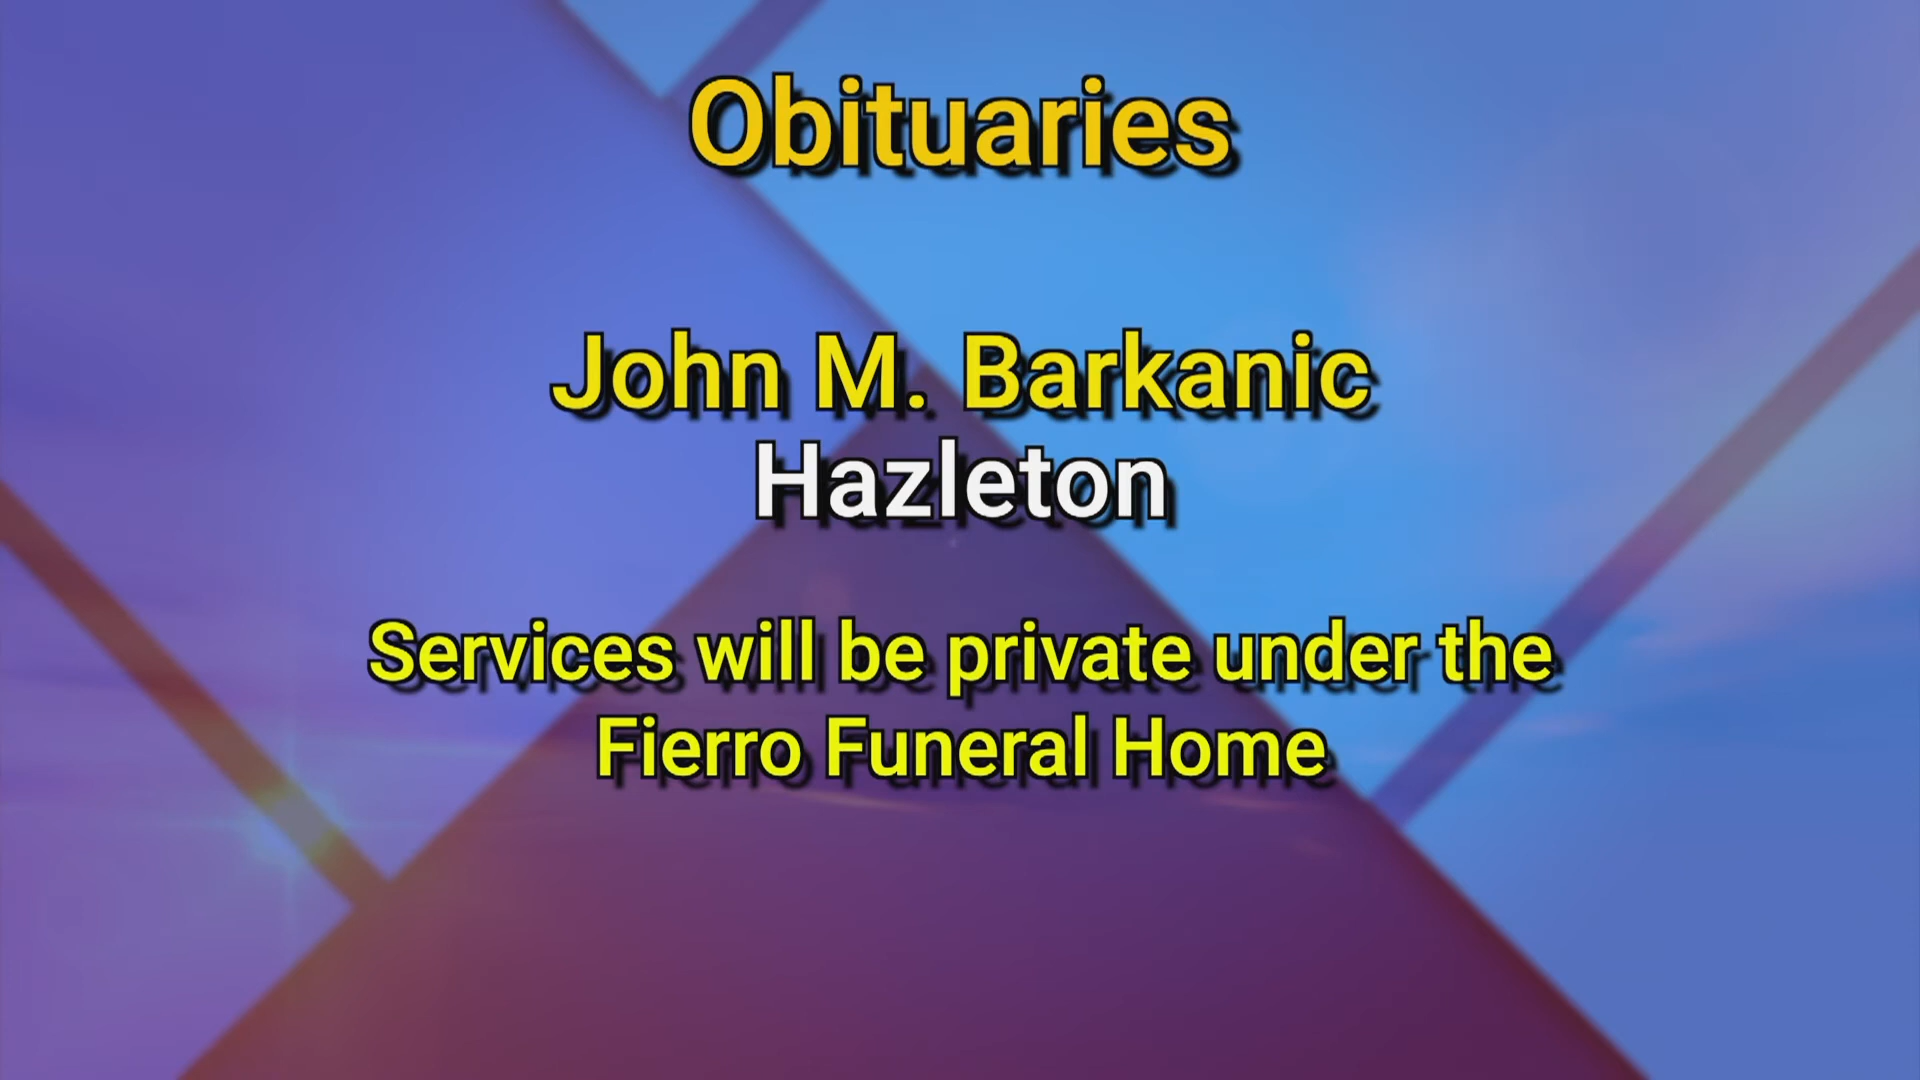 Obituaries
John M. Barkanic
Hazleton
Services will be private under the
Fierro Funeral Home